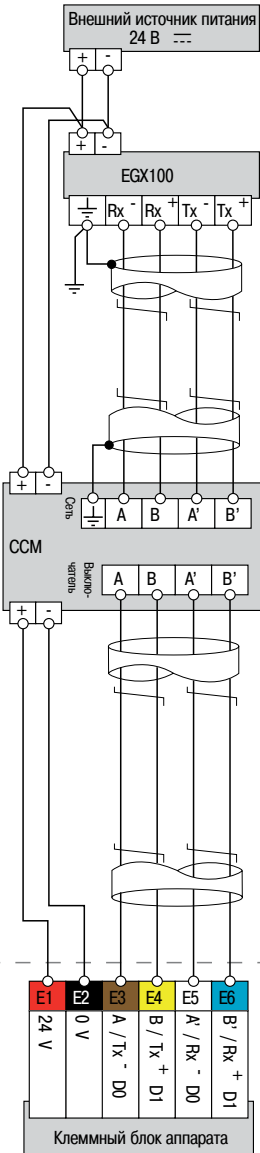 Внешний источник питания
24 В
+ -
+ -
EGX100
Rx - Rx + Tx - Tx +
+ -
Сеть
A B A' B'
CCM
Выклю-
чатель
A B A' B'
+ -
E1 E2 E3 E4 E5 E6
24 V
0 V
A / Tx - D0
B / Tx + D1
A' / Rx - D0
B' / Rx + D1
Клеммный блок аппарата